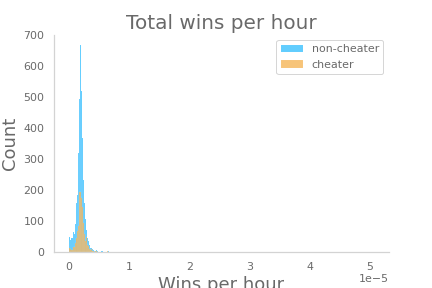 Total wins per hour
700
600
500
400
300
200
100
0
Count
non-cheater
cheater
0 1 2 3 4 5
1e−5
Wins per hour